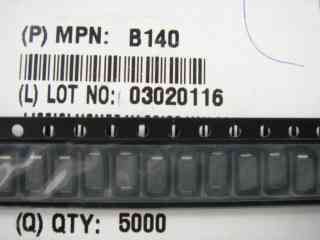 (P) MPN: B140
(L) LOT NO: 03020116
(Q) QTY: 5000